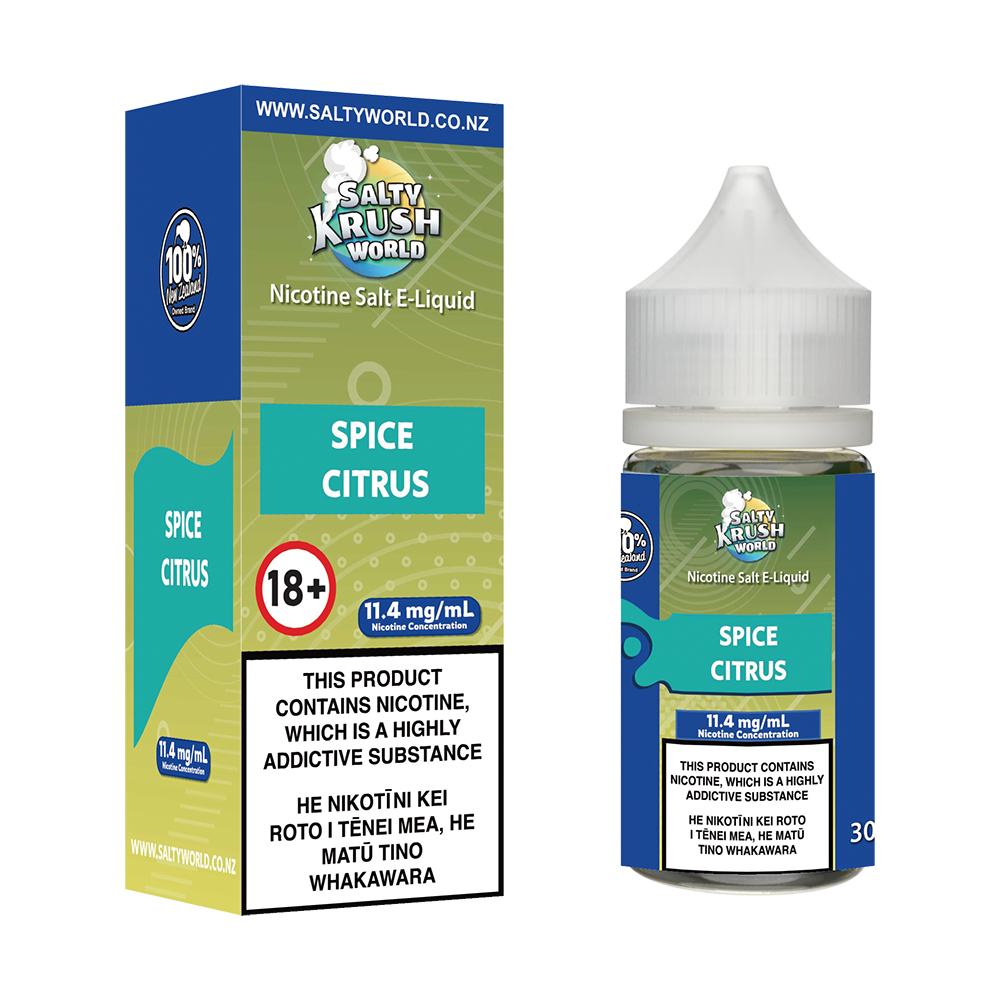 WWW.SALTYWORLD.CO.NZ
SALTY
KRUSH
WORLD
Nicotine Salt E-Liquid
SPICE
CITRUS
18+
11.4 mg/mL
Nicotine Concentration
THIS PRODUCT
CONTAINS NICOTINE,
WHICH IS A HIGHLY
ADDICTIVE SUBSTANCE
HE NIKOTĪNI KEI
ROTO I TĒNEI MEA, HE
MATŪ TINO
WHAKAWARA
100%
New Zealand
Owned Brand
SPICE
CITRUS
11.4 mg/mL
Nicotine Concentration
WWW.SALTYWORLD.CO.NZ
SALTY
KRUSH
WORLD
Nicotine Salt E-Liquid
0%
ealand
ed Brand
SPICE
CITRUS
11.4 mg/mL
Nicotine Concentration
THIS PRODUCT CONTAINS
NICOTINE, WHICH IS A HIGHLY
ADDICTIVE SUBSTANCE
HE NIKOTĪNI KEI ROTO
I TĒNEI MEA, HE MATŪ
TINO WHAKAWARA
30